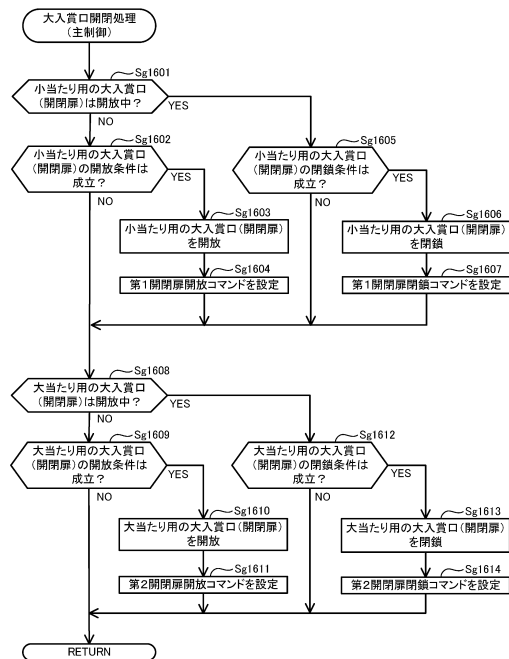 大入賞口開閉処理
(主制御)
Sg1601
小当たり用の大入賞口
(開閉扉)は開放中？
YES
NO
Sg1602
小当たり用の大入賞口
(開閉扉)の開放条件は
成立？
YES
NO
Sg1605
小当たり用の大入賞口
(開閉扉)の閉鎖条件は
成立？
YES
NO
Sg1603
小当たり用の大入賞口(開閉扉)
を開放
Sg1604
第1開閉扉開放コマンドを設定
Sg1606
小当たり用の大入賞口(開閉扉)
を閉鎖
Sg1607
第1開閉扉閉鎖コマンドを設定
Sg1608
大当たり用の大入賞口
(開閉扉)は開放中？
YES
NO
Sg1609
大当たり用の大入賞口
(開閉扉)の開放条件は
成立？
YES
NO
Sg1612
大当たり用の大入賞口
(開閉扉)の閉鎖条件は
成立？
YES
NO
Sg1610
大当たり用の大入賞口(開閉扉)
を開放
Sg1611
第2開閉扉開放コマンドを設定
Sg1613
大当たり用の大入賞口(開閉扉)
を閉鎖
Sg1614
第2開閉扉閉鎖コマンドを設定
RETURN